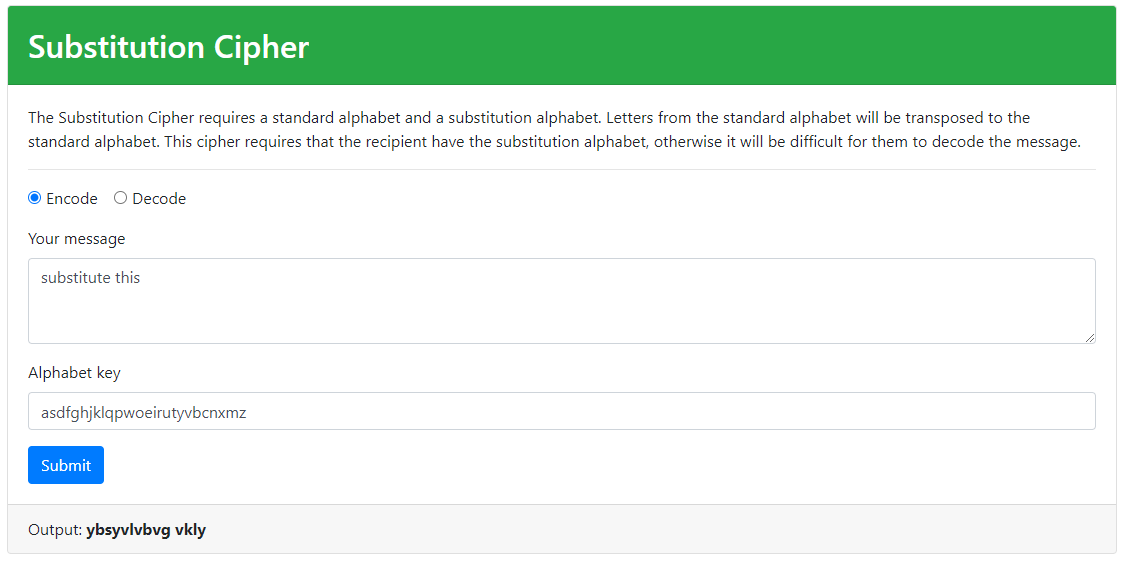 Substitution Cipher
The Substitution Cipher requires a standard alphabet and a substitution alphabet. Letters from the standard alphabet will be transposed to the
standard alphabet. This cipher requires that the recipient have the substitution alphabet, otherwise it will be difficult for them to decode the message.
Encode Decode
Your message
substitute this
Alphabet key
asdfghjklqpwoeirutyvbcnxmz
Submit
Output: ybsyvlvbvg vkly